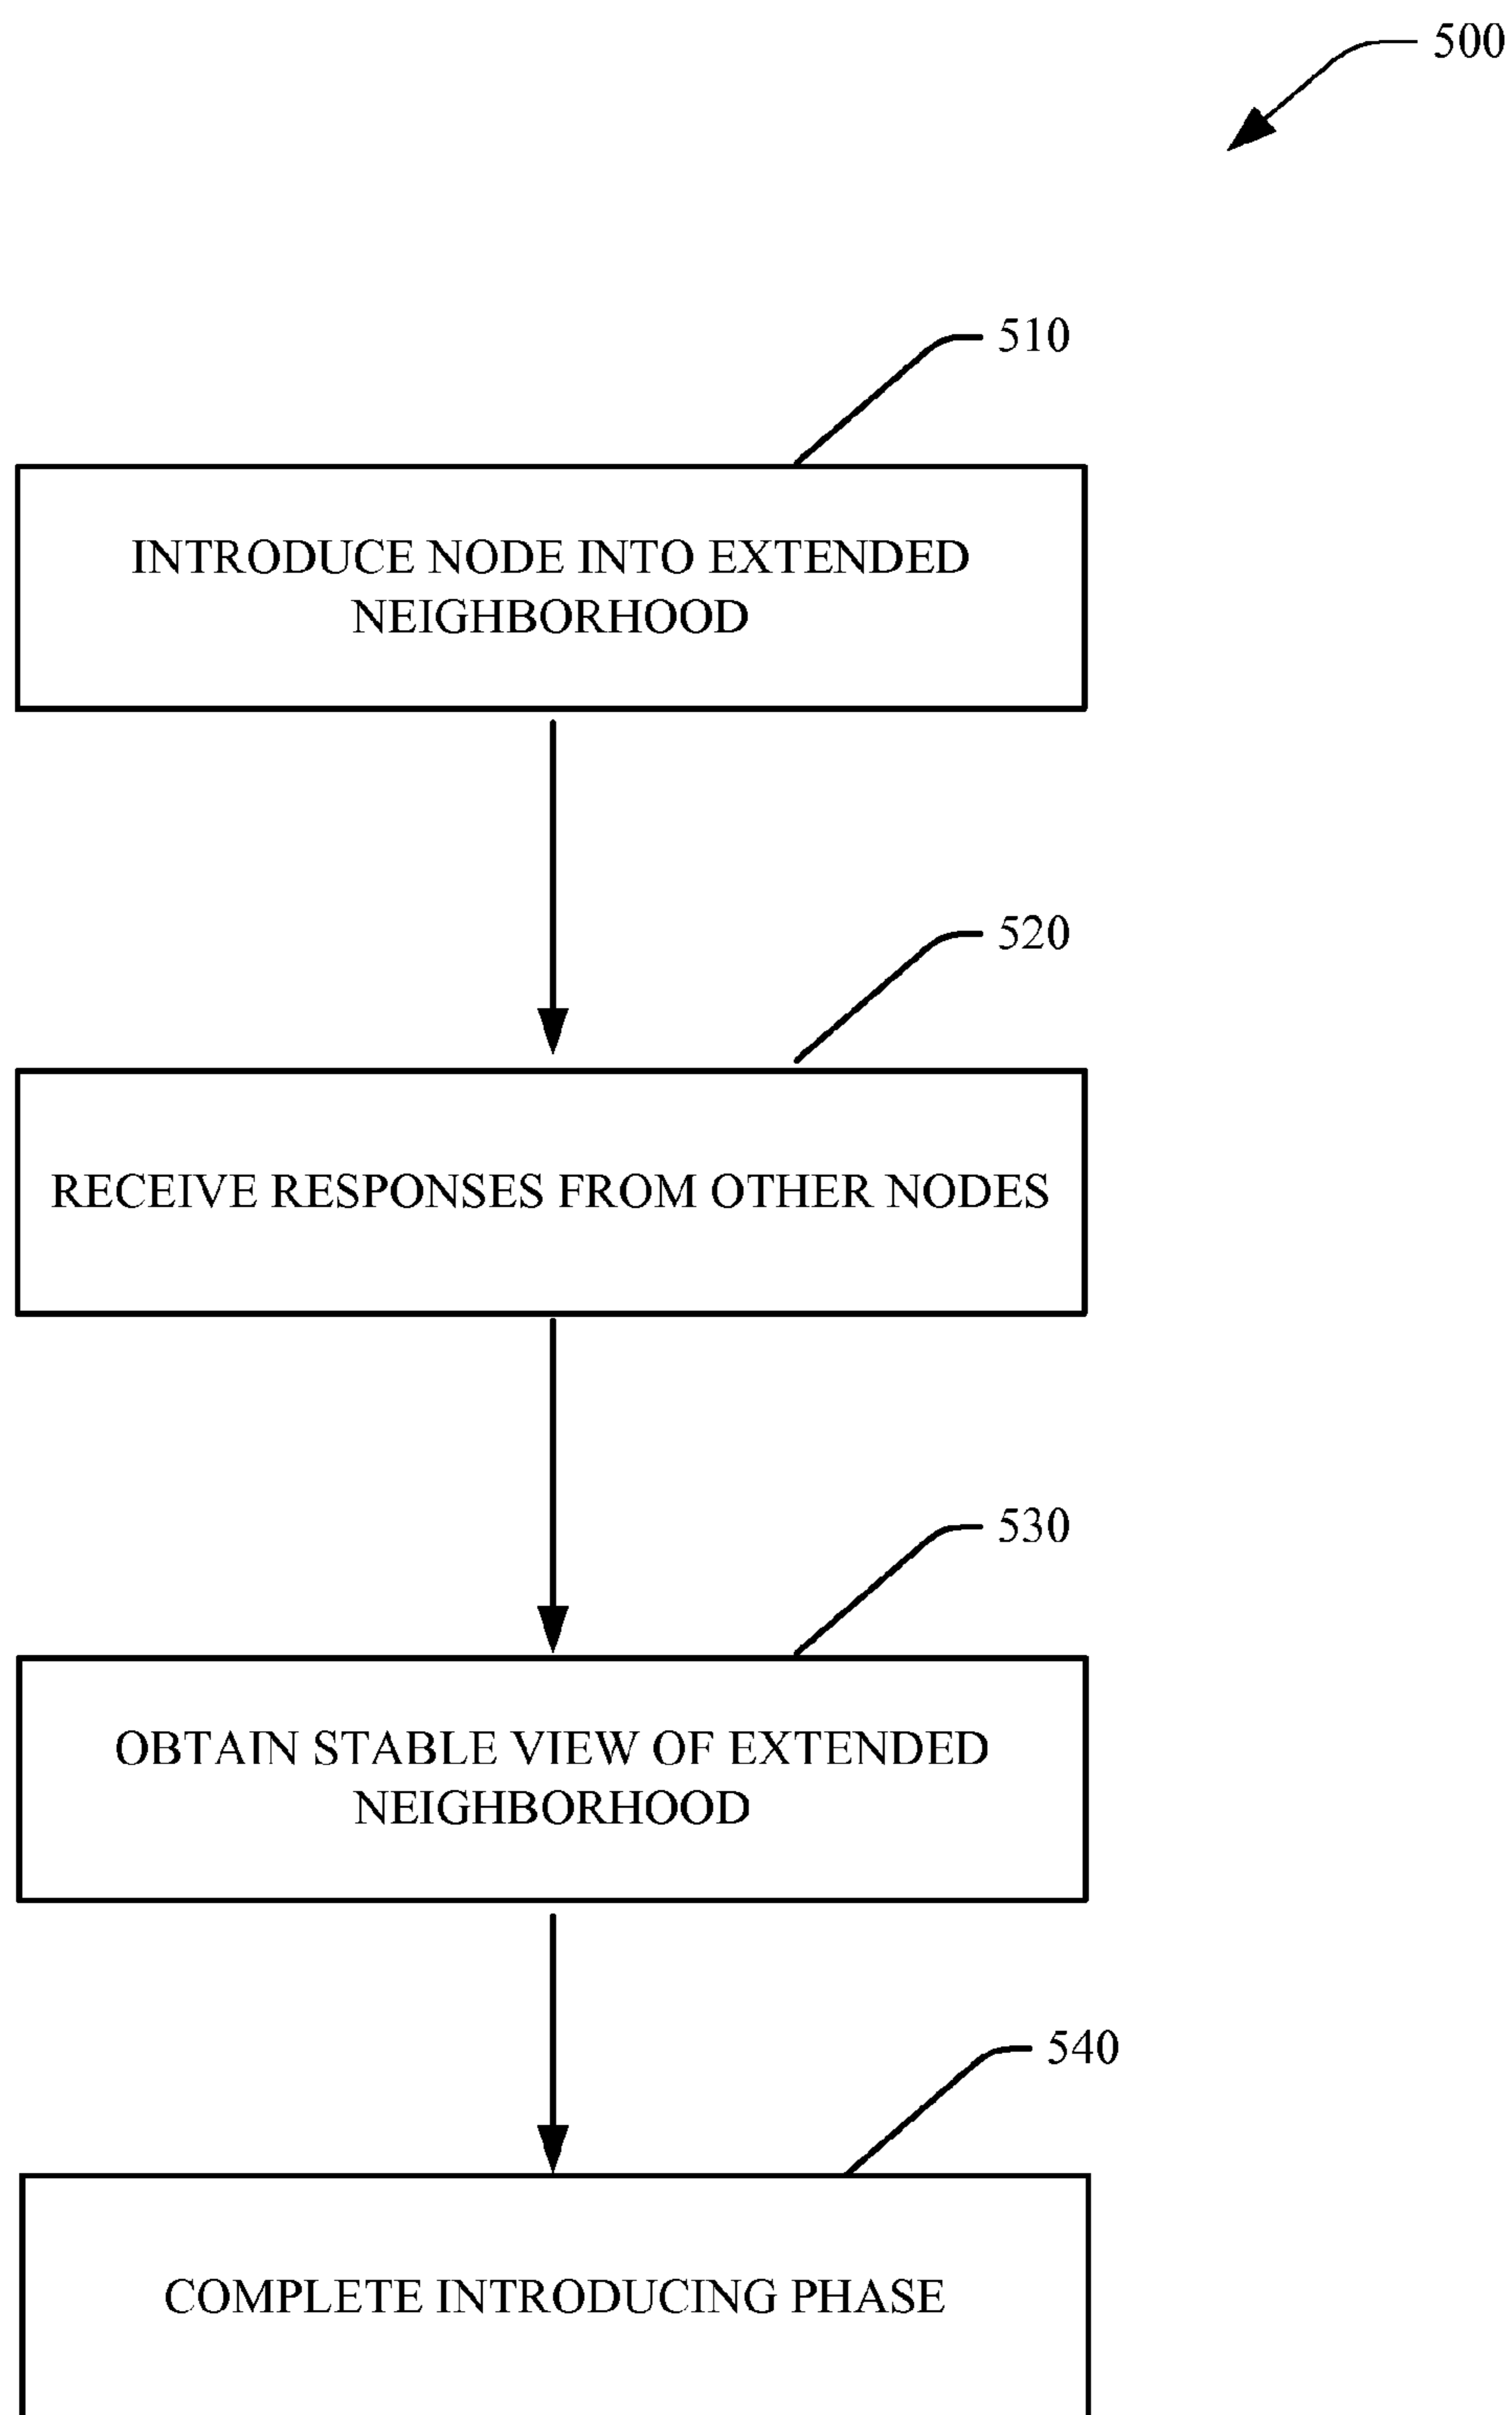 500
510
INTRODUCE NODE INTO EXTENDED
NEIGHBORHOOD
520
RECEIVE RESPONSES FROM OTHER NODES
530
OBTAIN STABLE VIEW OF EXTENDED
NEIGHBORHOOD
540
COMPLETE INTRODUCING PHASE